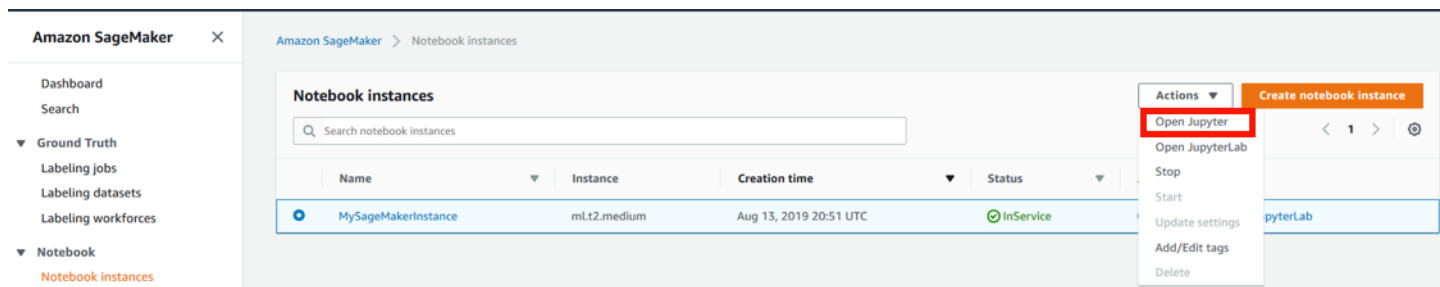 Amazon SageMaker
Dashboard
Search
Ground Truth
Labeling jobs
Labeling datasets
Labeling workforces
Notebook
Notebook instances
Amazon SageMaker > Notebook instances
Notebook instances
Actions
Create notebook instance
Search notebook instances
1
Open Jupyter
Open JupyterLab
Stop
Start
Update settings
Add/Edit tags
Delete
Name Instance Creation time Status
MySageMakerInstance ml.t2.medium Aug 13, 2019 20:51 UTC InService pyterLab